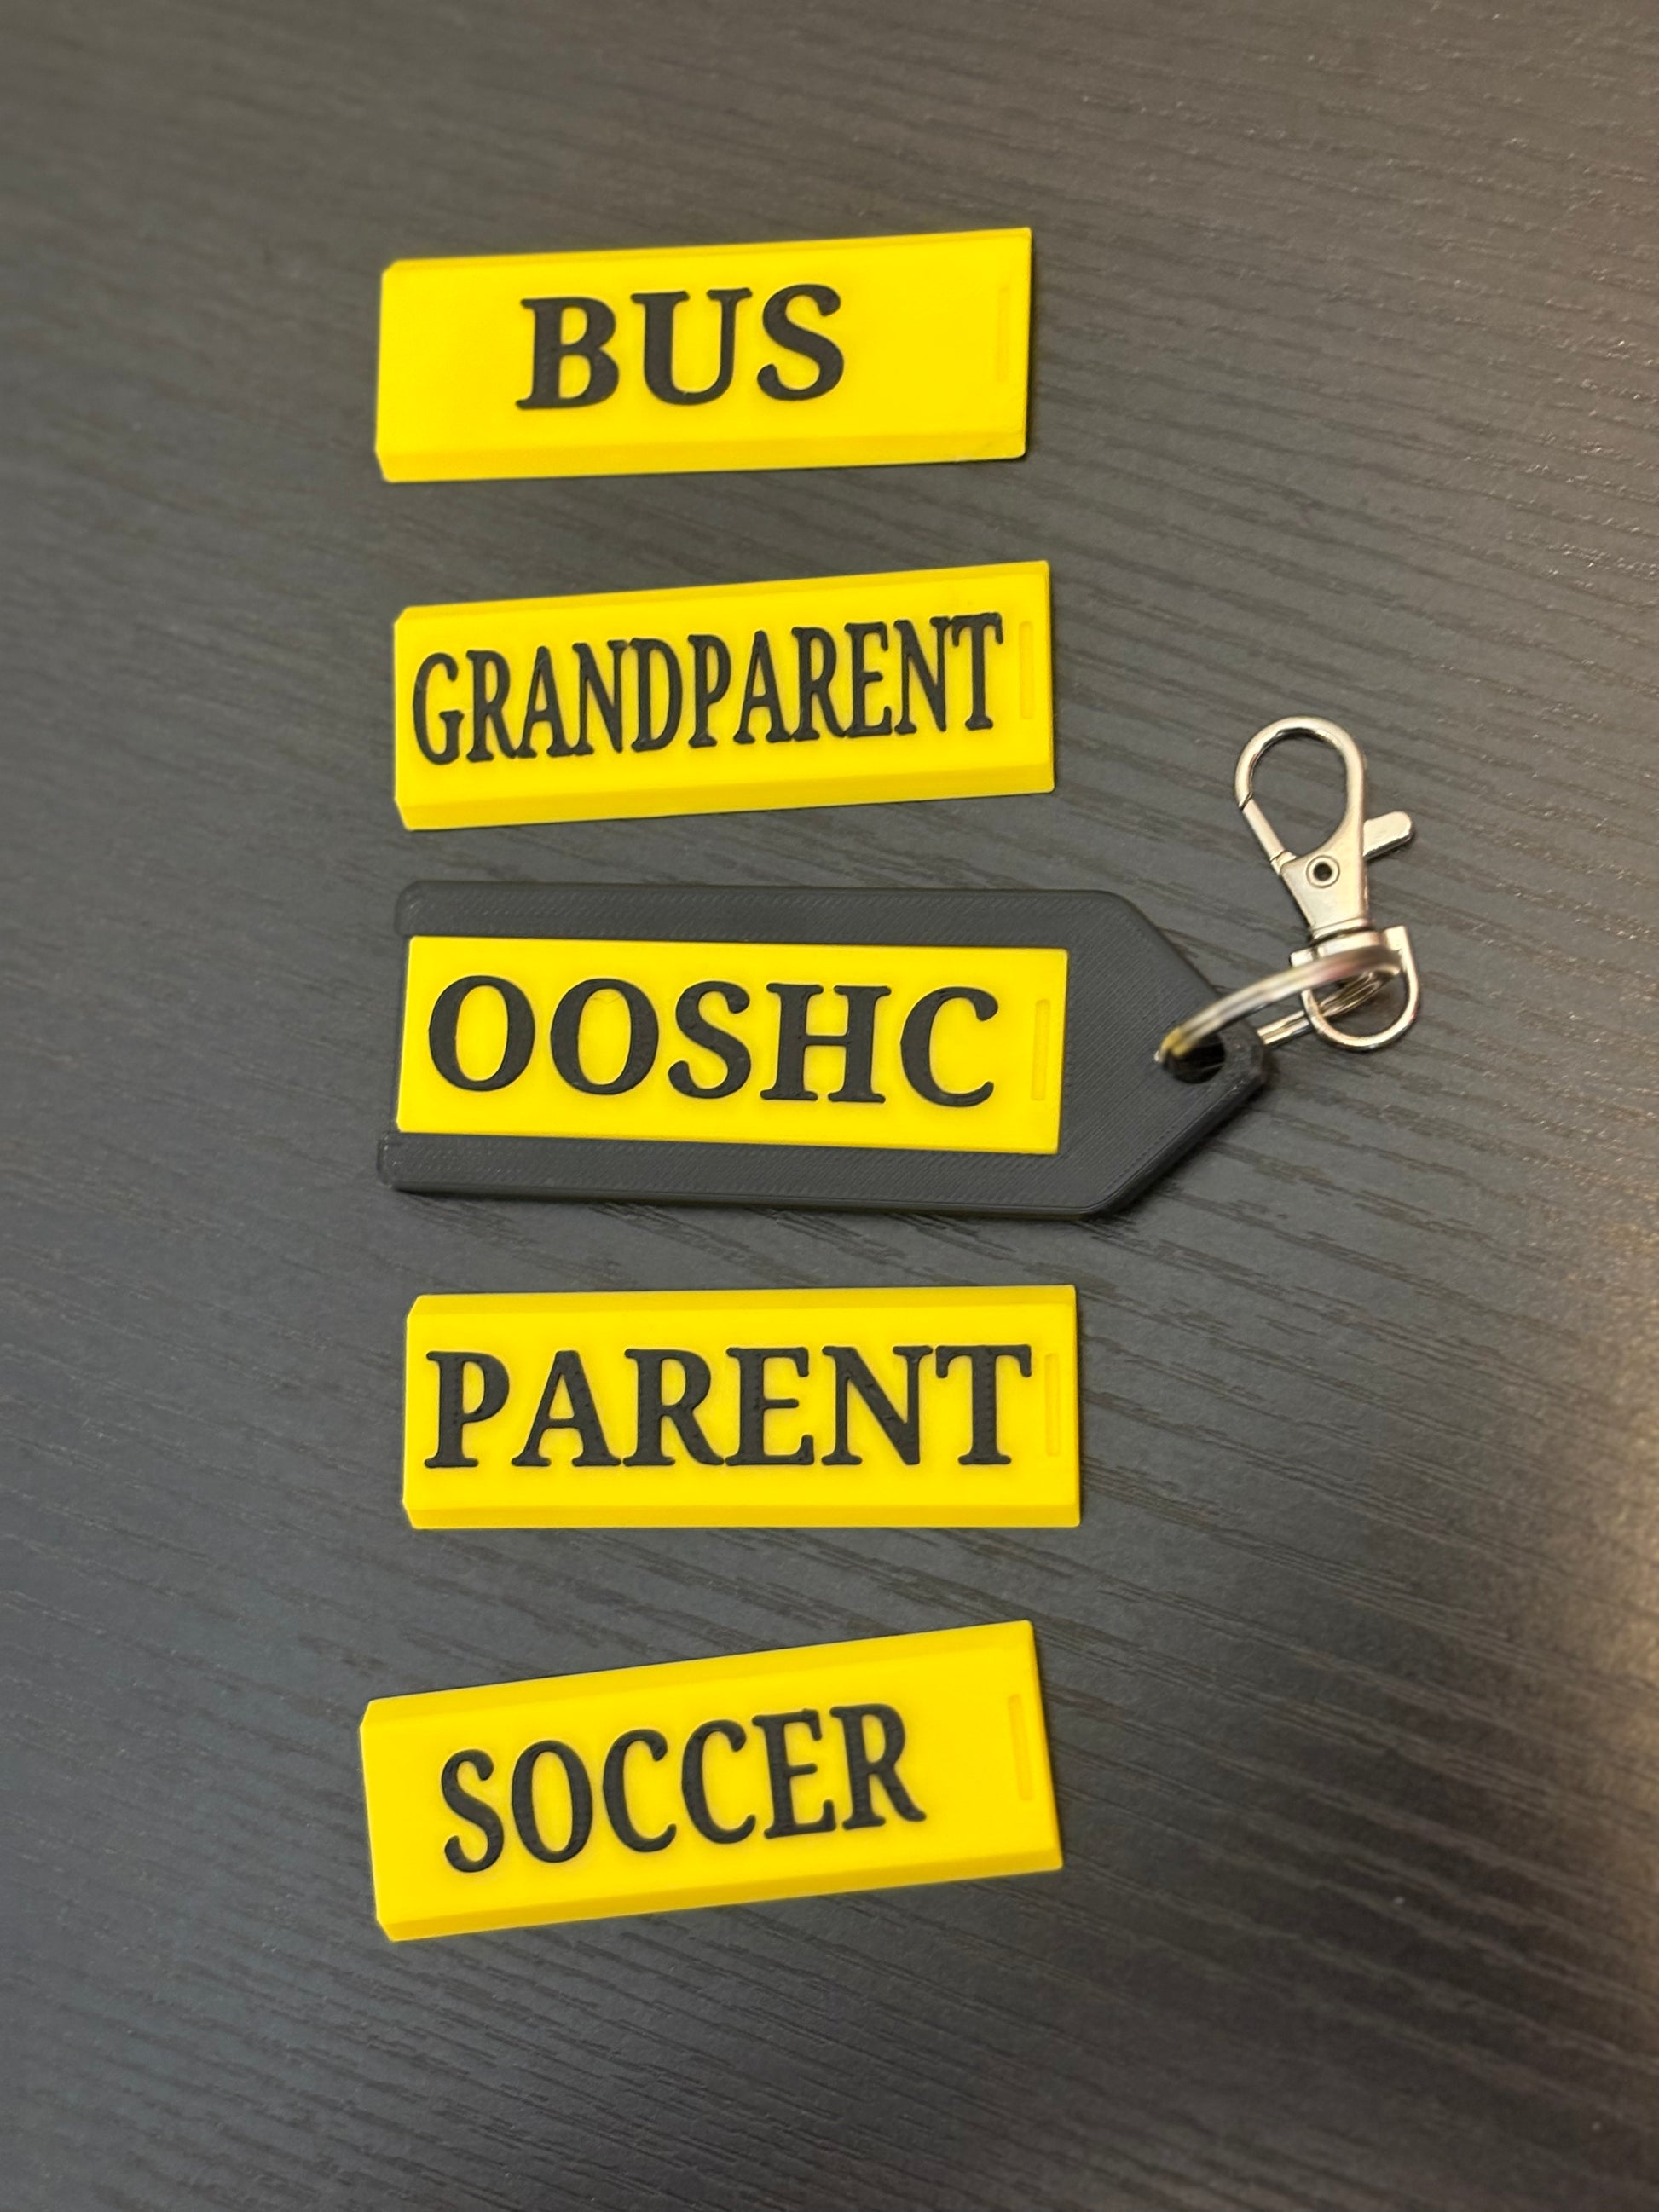 BUS
GRANDPARENT
OOSHC
PARENT
SOCCER